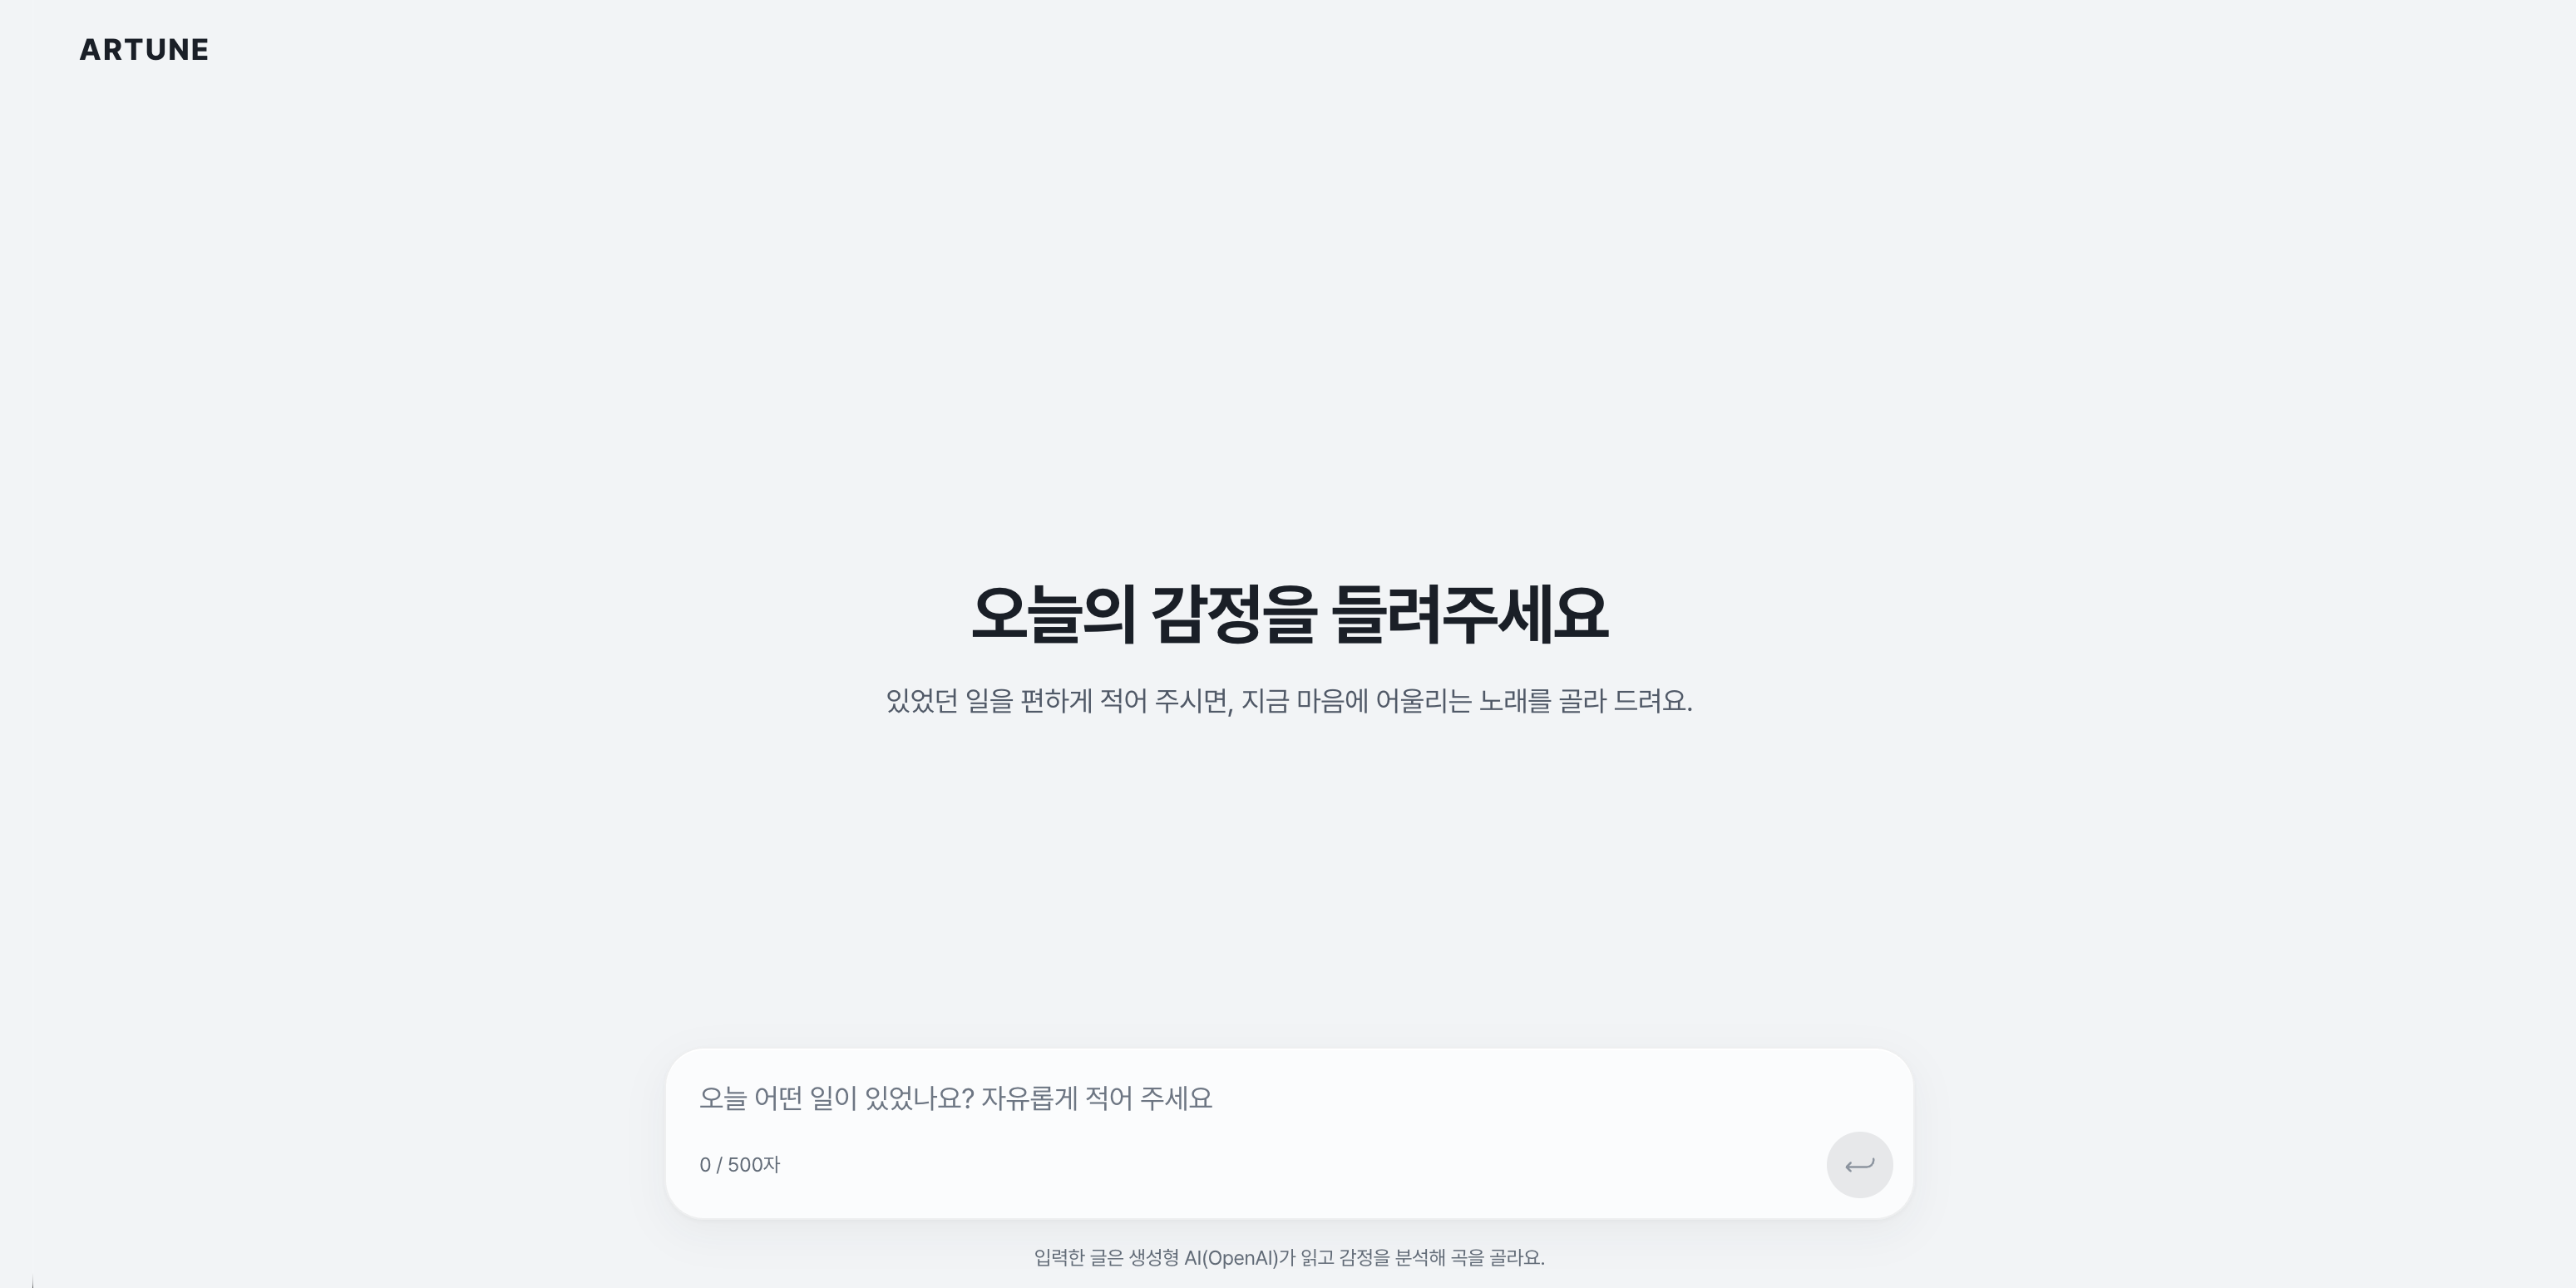 ARTUNE
오늘의 감정을 들려주세요
있었던 일을 편하게 적어 주시면, 지금 마음에 어울리는 노래를 골라 드려요.
오늘 어떤 일이 있었나요? 자유롭게 적어 주세요
0 / 500자
입력한 글은 생성형 AI(OpenAI)가 읽고 감정을 분석해 곡을 골라요.